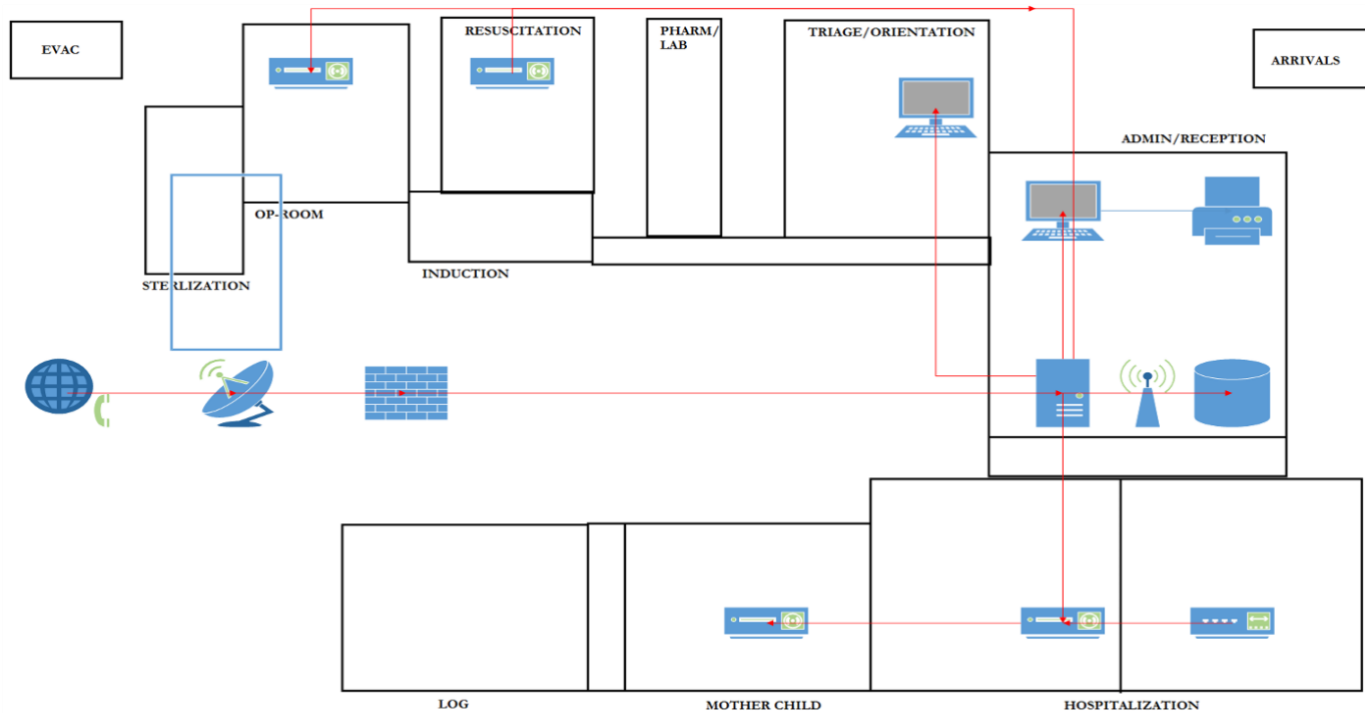 EVAC
RESUSCITATION
PHARM/
LAB
TRIAGE/ORIENTATION
ARRIVALS
ADMIN/RECEPTION
OP-ROOM
INDUCTION
STERLIZATION
LOG
MOTHER CHILD
HOSPITALIZATION